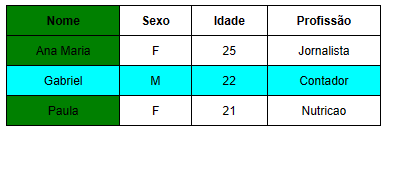 Nome Sexo Idade Profissão
Ana Maria F 25 Jornalista
Gabriel M 22 Contador
Paula F 21 Nutricao